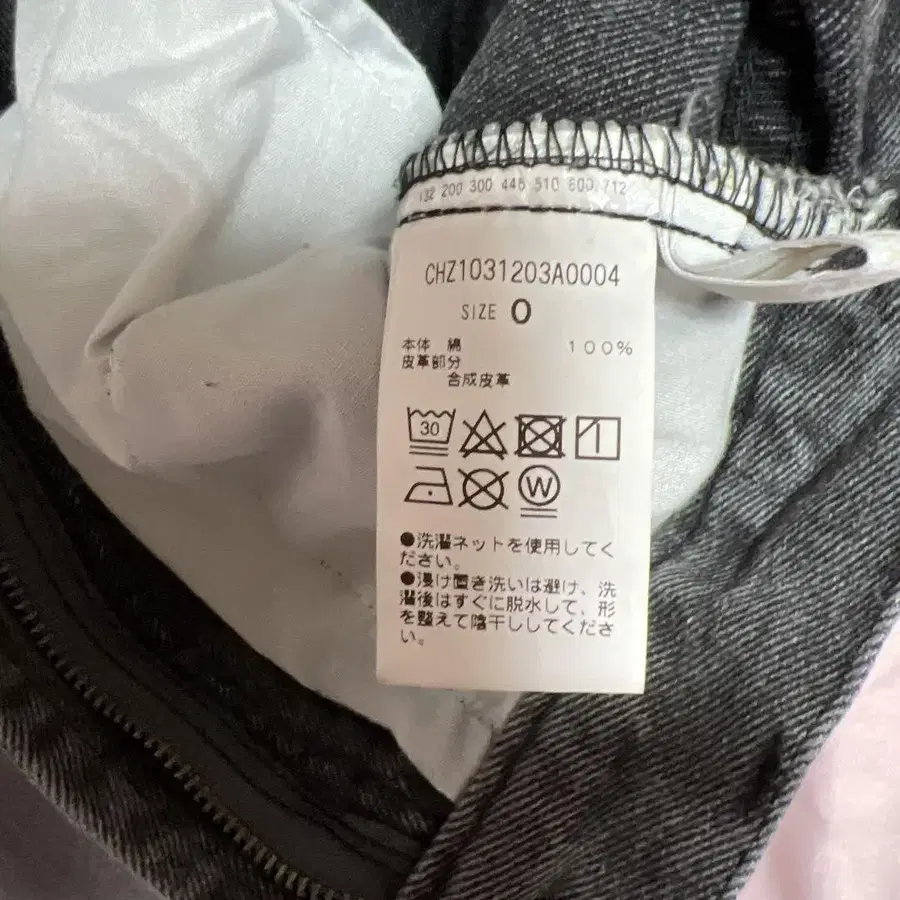 132 200 300 446 510 600 712
CHZ1031203A0004
SIZE 0
本体 綿 100%
皮革部分
合成皮革
30
W
●洗濯ネットを使用してく
ださい。
●浸け置き洗いは避け、洗
濯後はすぐに脱水して、形
を整えて陰干ししてくださ
い。